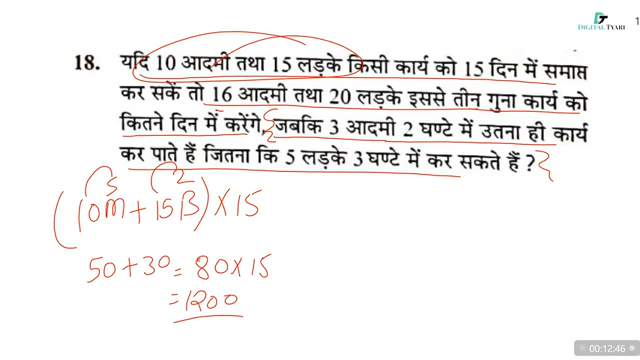 DIGITAL TYARI
1
18. यदि 10 आदमी तथा 15 लड़के किसी कार्य को 15 दिन में समाप्त
कर सकें तो 16 आदमी तथा 20 लड़के इससे तीन गुना कार्य को
कितने दिन में करेंगे, जबकि 3 आदमी 2 घण्टे में उतना ही कार्य
कर पाते हैं जितना कि 5 लड़के 3 घण्टे में कर सकते हैं ?
5 2
(10m + 15B) × 15
50 + 30 = 80 × 15
= 1200
00:12:46